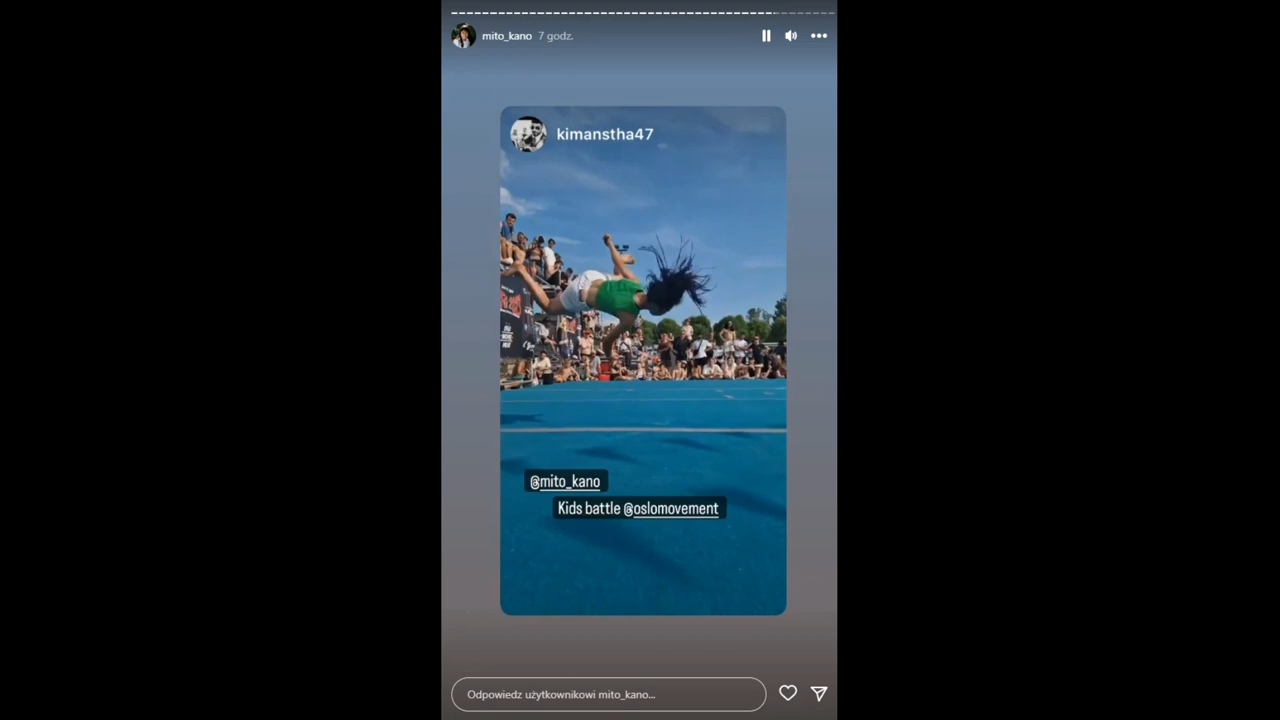 mito_kano 7 godz.
kimanstha47
@mito_kano
Kids battle @oslomovement
Odpowiedz użytkownikowi mito_kano...